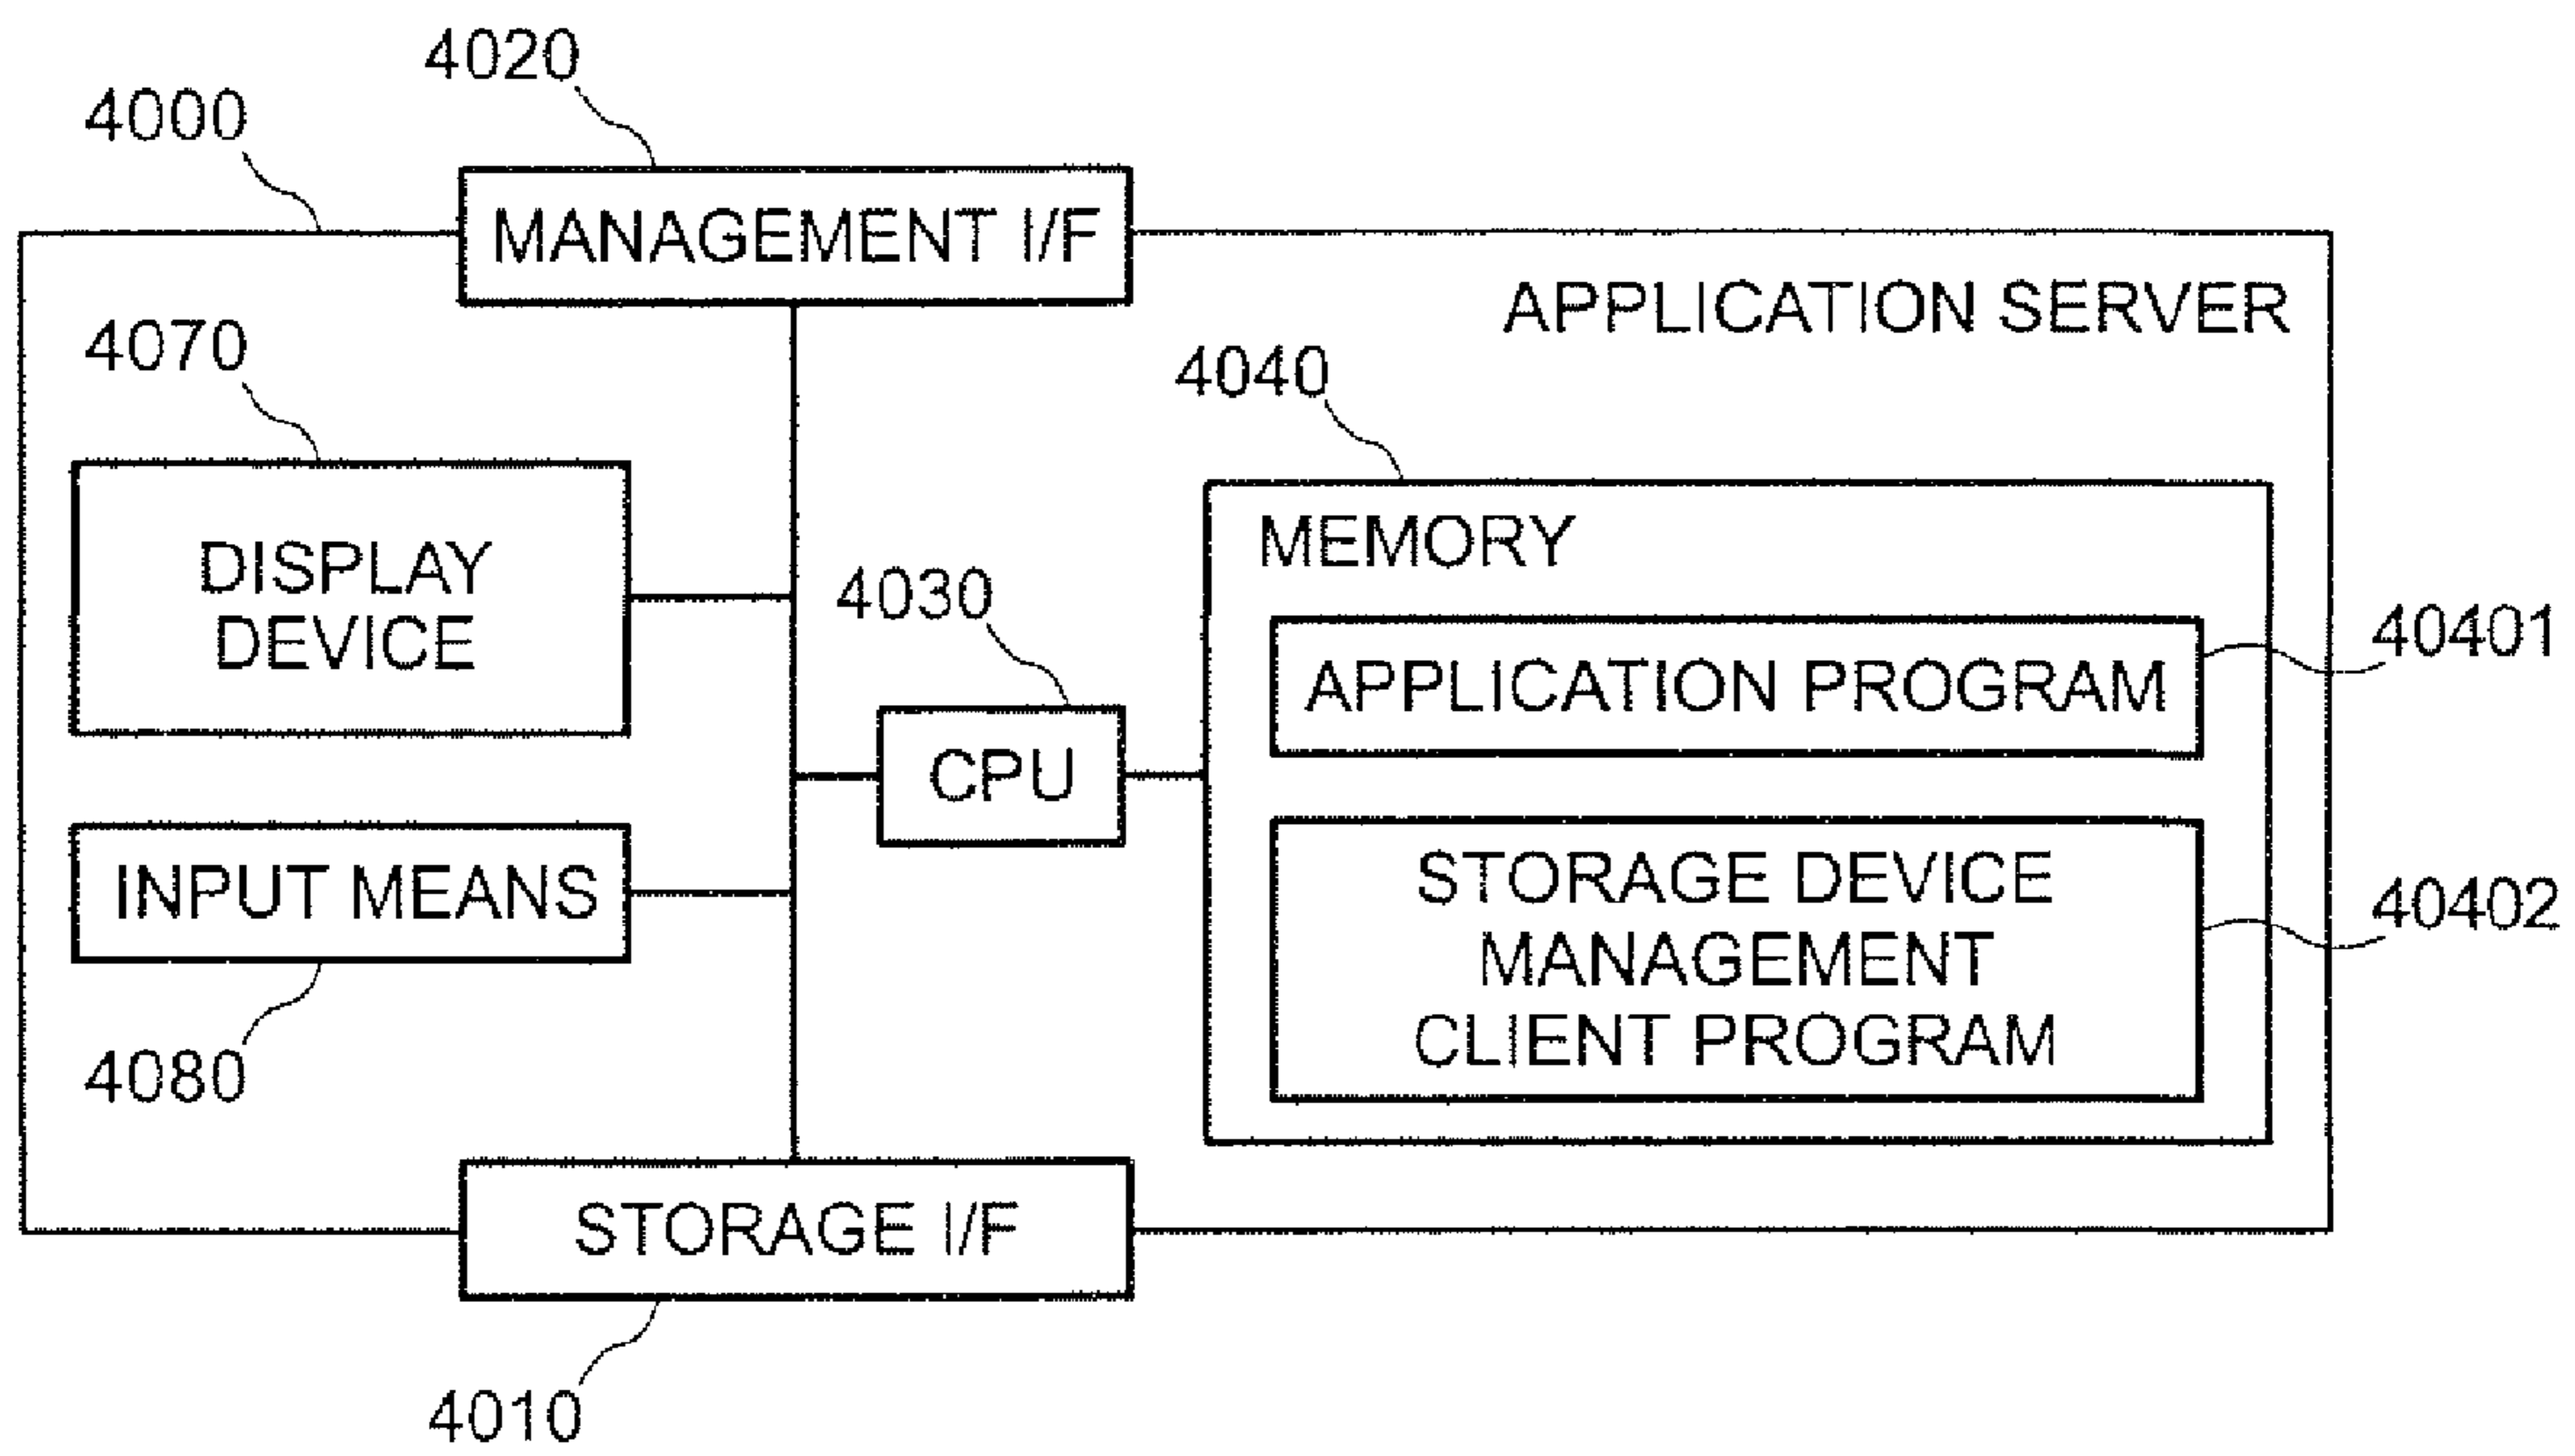 4020
4000
MANAGEMENT I/F
APPLICATION SERVER
4070
4040
DISPLAY
DEVICE
MEMORY
4030
40401
APPLICATION PROGRAM
CPU
INPUT MEANS
STORAGE DEVICE
MANAGEMENT
CLIENT PROGRAM
40402
4080
STORAGE I/F
4010